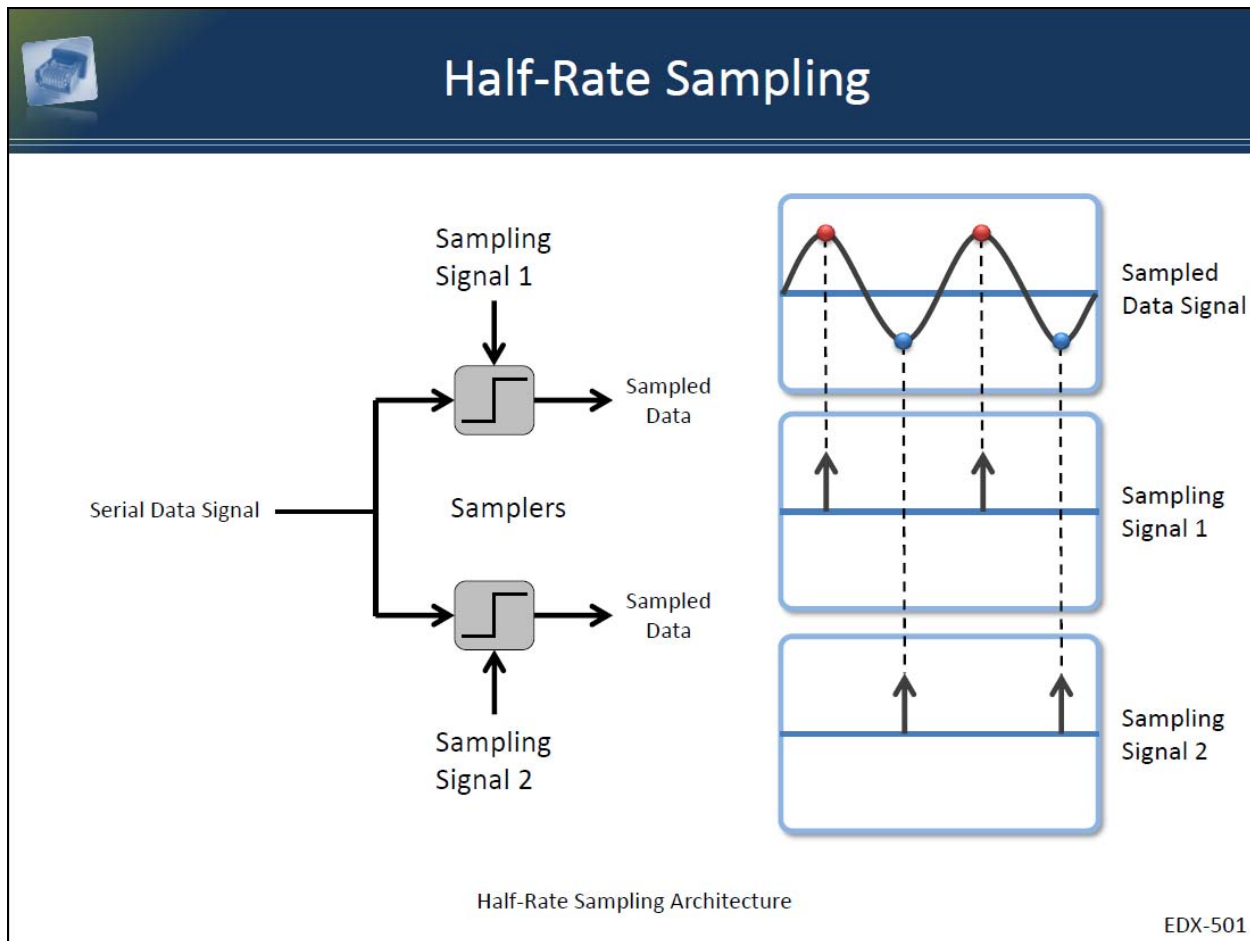 Half-Rate Sampling
Sampling
Signal 1
Sampled
Data
Serial Data Signal
Samplers
Sampled
Data
Sampling
Signal 2
Sampled
Data Signal
Sampling
Signal 1
Sampling
Signal 2
Half-Rate Sampling Architecture
EDX-501